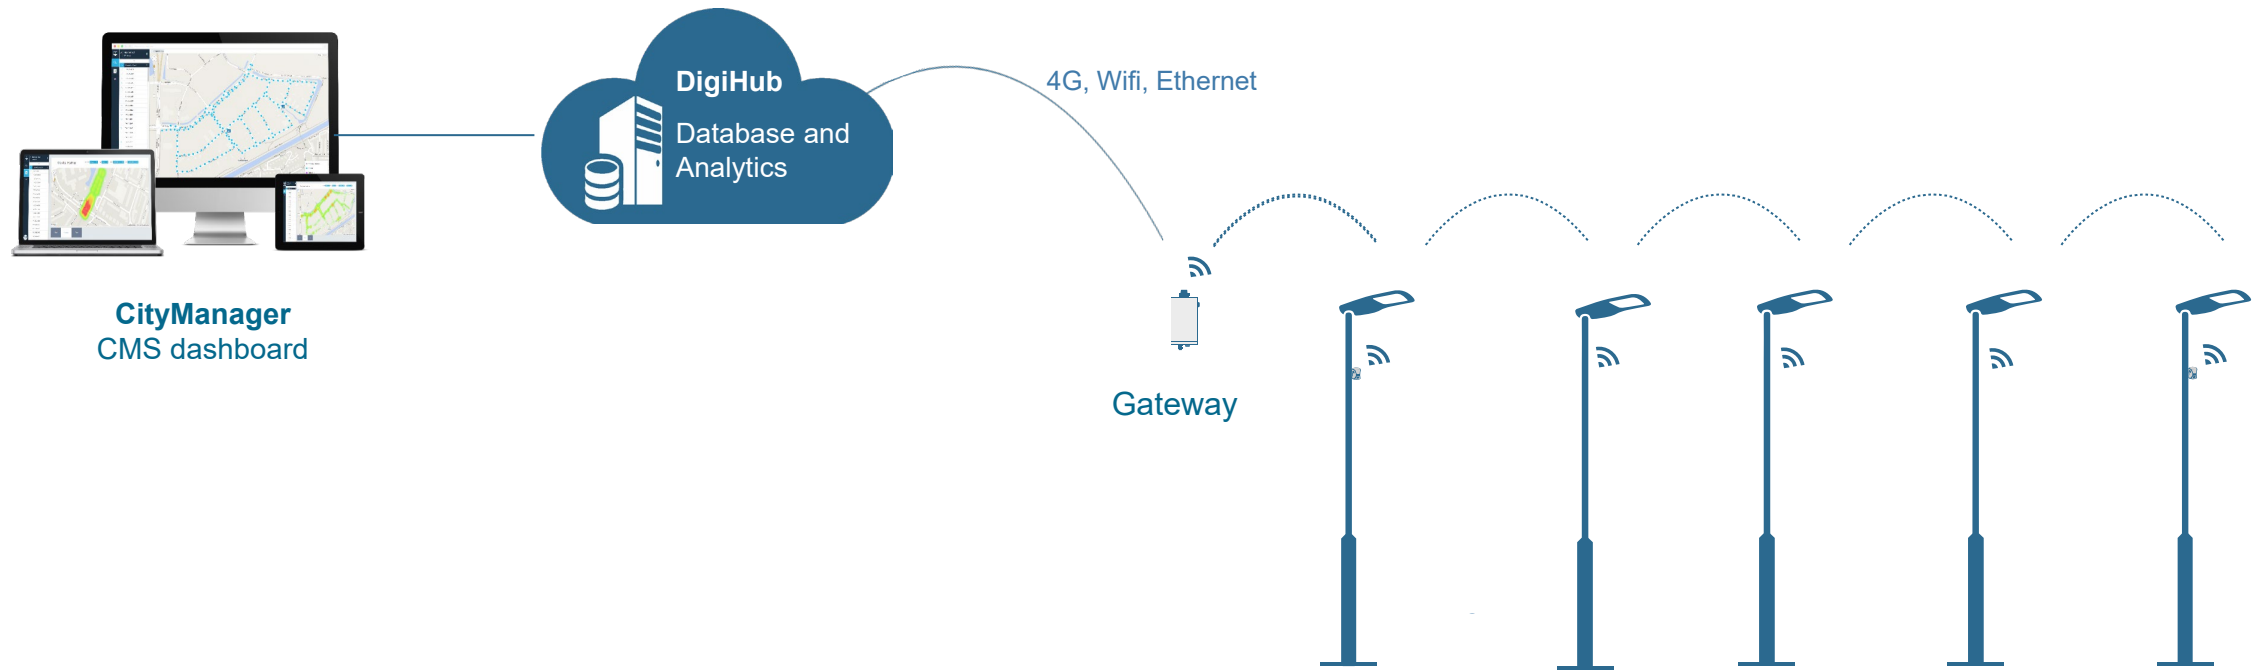 DigiHub
Database and
Analytics
4G, Wifi, Ethernet
CityManager
CMS dashboard
Gateway